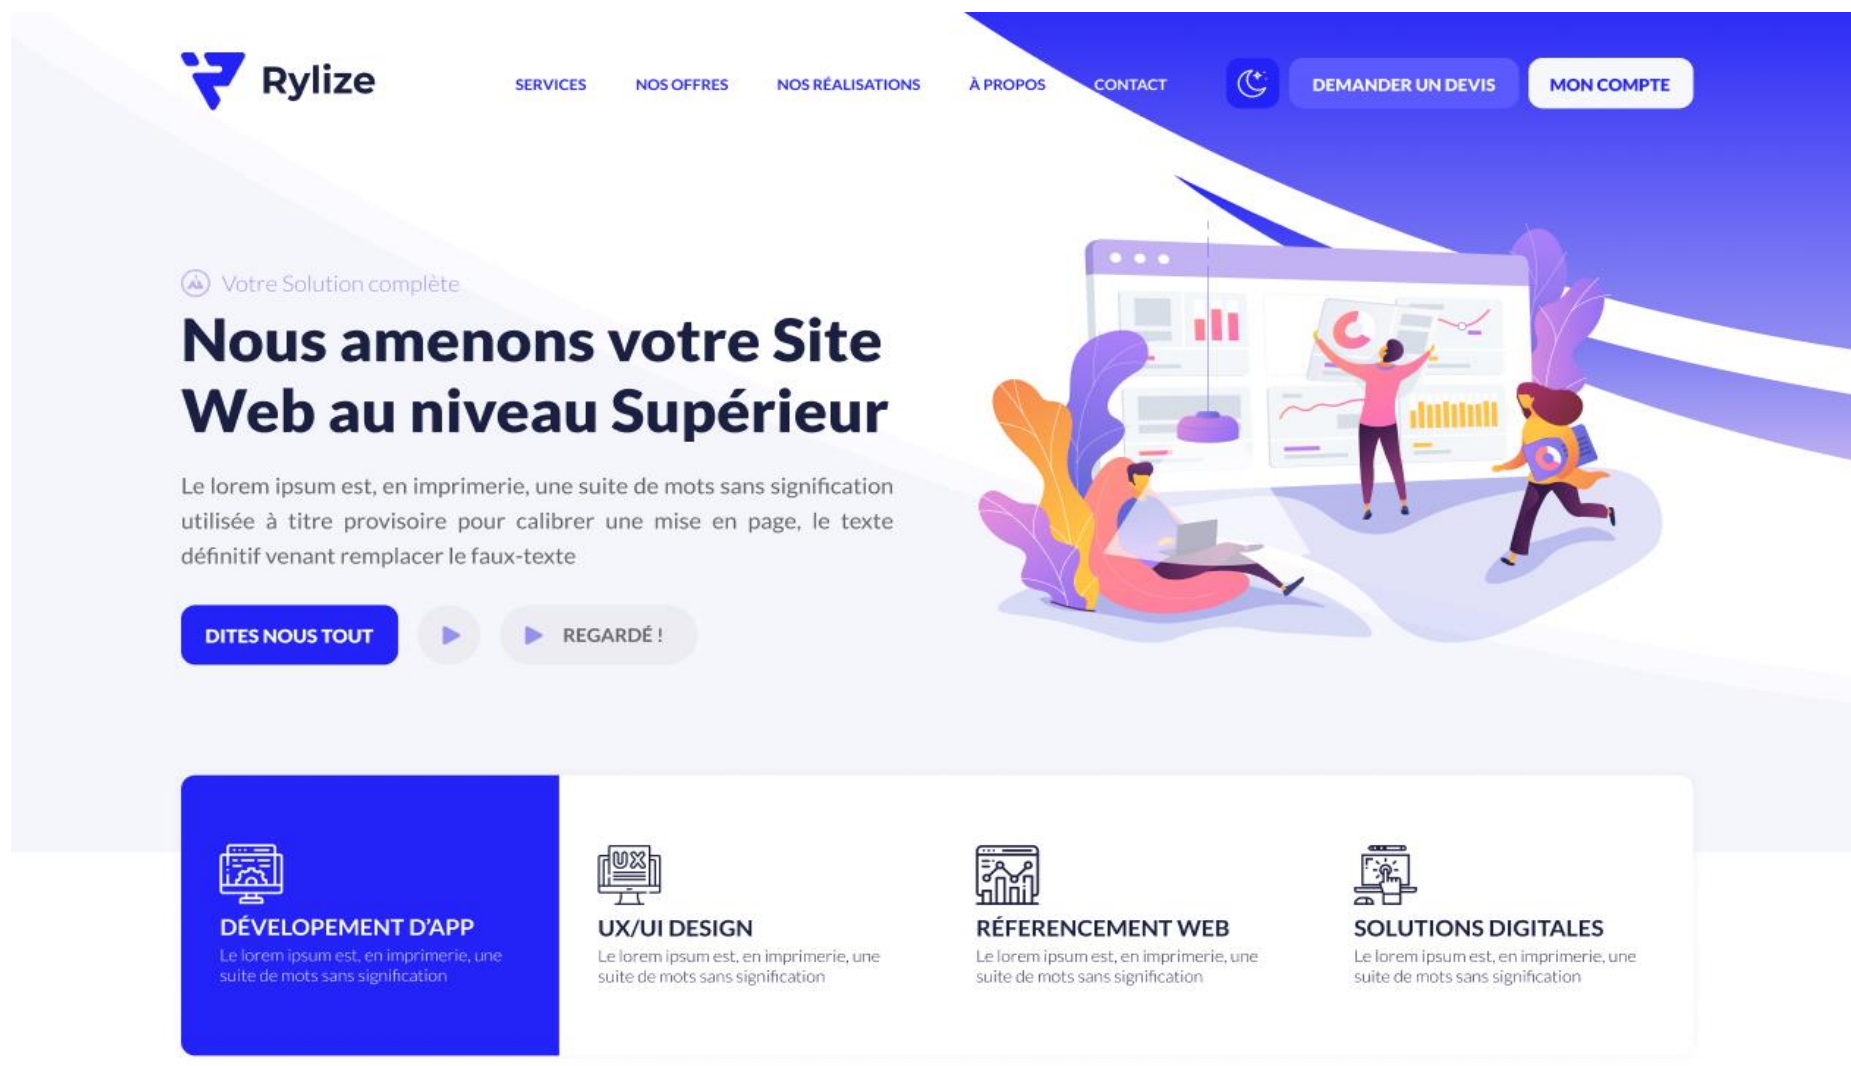 Rylize
SERVICES
NOS OFFRES
NOS RÉALISATIONS
À PROPOS
CONTACT
DEMANDER UN DEVIS
MON COMPTE
Votre Solution complète
Nous amenons votre Site
Web au niveau Supérieur
Le lorem ipsum est, en imprimerie, une suite de mots sans signification
utilisée à titre provisoire pour calibrer une mise en page, le texte
définitif venant remplacer le faux-texte
DITES NOUS TOUT
REGARDÉ !
DÉVELOPEMENT D'APP
Le lorem ipsum est, en imprimerie, une
suite de mots sans signification
UX
UX/UI DESIGN
Le lorem ipsum est, en imprimerie, une
suite de mots sans signification
RÉFERENCEMENT WEB
Le lorem ipsum est, en imprimerie, une
suite de mots sans signification
SOLUTIONS DIGITALES
Le lorem ipsum est, en imprimerie, une
suite de mots sans signification